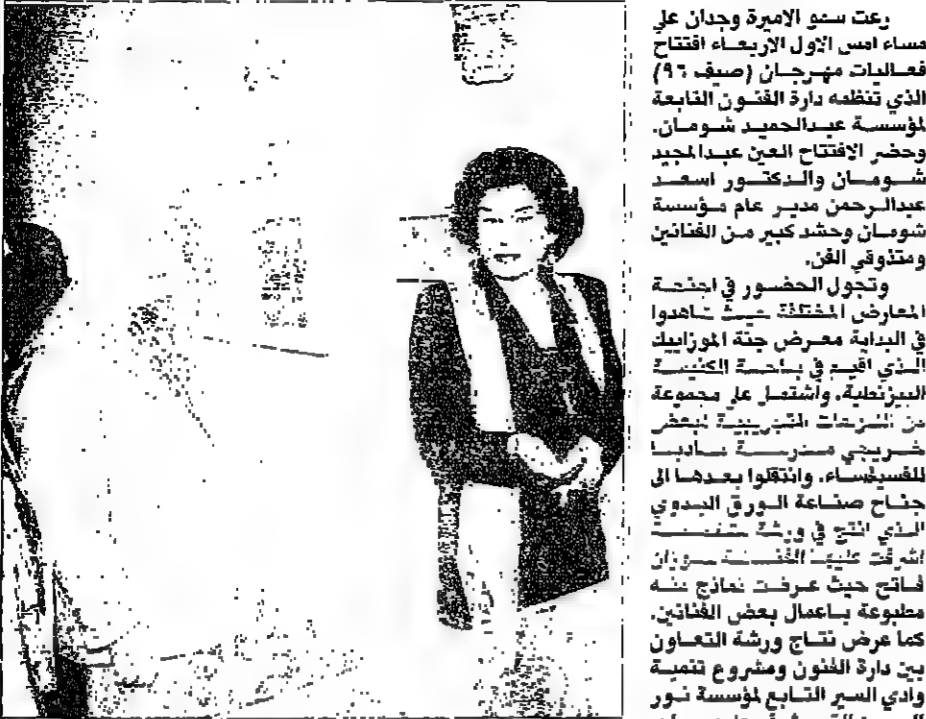 رعت سمو الاميرة وجدان علي
مساء امس الاول الاربعاء افتتاح
فعاليات مهرجان (صيف ٩٦)
الذي تنظمه دارة الفنون التابعة
لمؤسسة عبدالحميد شومان.
وحضر الافتتاح العين عبدالمجيد
شومان والدكتور اسعد
عبدالرحمن مدير عام مؤسسة
شومان وحشد كبير من الفنانين
ومتذوقي الفن.
وتجول الحضور في اجنحة
المعارض المختلفة حيث شاهدوا
في البداية معرض جنة الموزاييك
الذي اقيم في باحة الكنيسة
البيزنطية، واشتمل على مجموعة
من التجريبية لبعض
خريجي مدرسة مادبا
للفسيفساء، وانتقلوا بعدها الى
جناح صناعة الورق اليدوي
الذي انتج في ورشة
اشرفت عليها الفنانة سوزان
فاتح حيث عرضت نماذج منه
مطبوعة باعمال بعض الفنانين.
كما عرض نتاج ورشة التعاون
بين دارة الفنون ومشروع تنمية
وادي السير التابع لمؤسسة نور